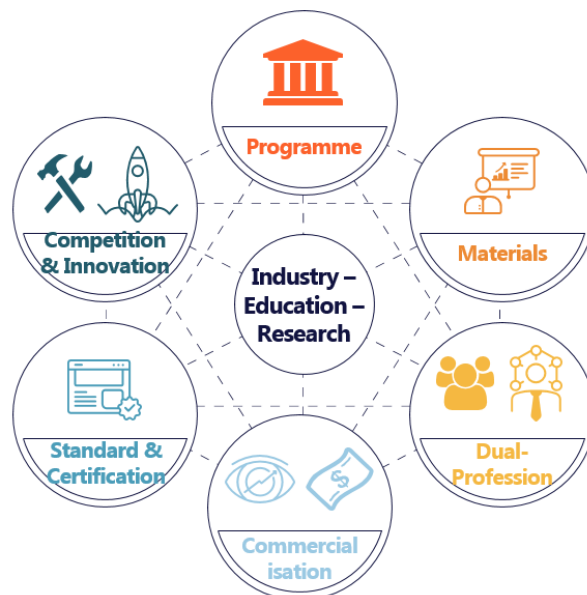 Programme
Competition
& Innovation
Materials
Industry –
Education –
Research
Standard &
Certification
Dual-
Profession
Commercial
isation
$